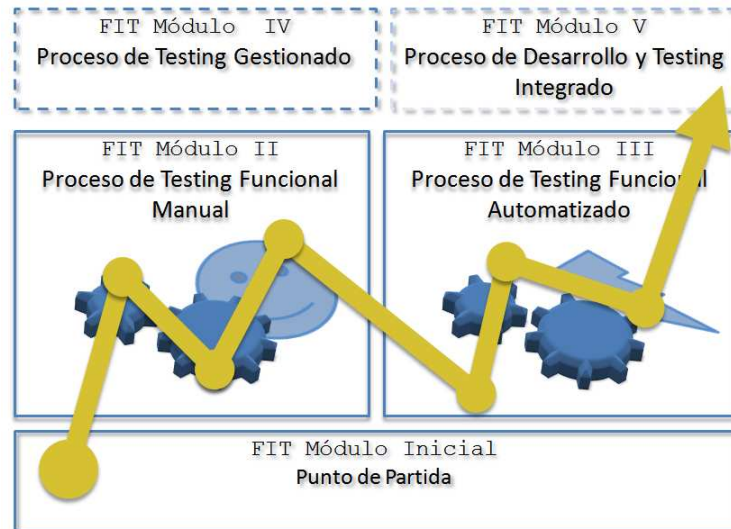 FIT Módulo IV
Proceso de Testing Gestionado
FIT Módulo V
Proceso de Desarrollo y Testing
Integrado
FIT Módulo II
Proceso de Testing Funcional
Manual
FIT Módulo III
Proceso de Testing Funcional
Automatizado
FIT Módulo Inicial
Punto de Partida